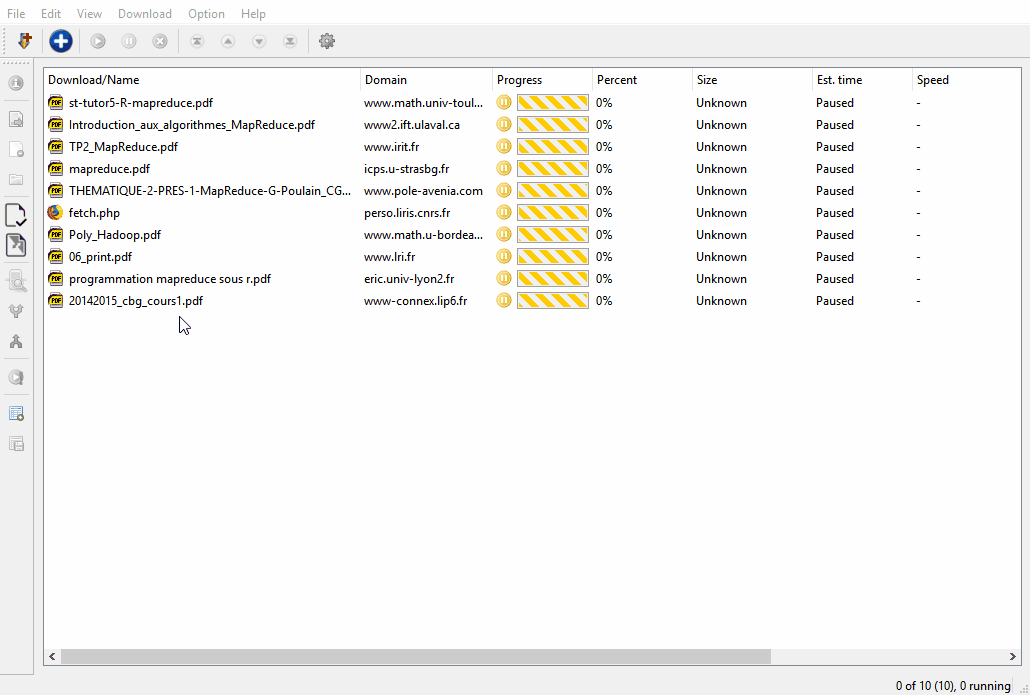 File Edit View Download Option Help
Download/Name Domain Progress Percent Size Est. time Speed
st-tutor5-R-mapreduce.pdf www.math.univ-toul... 0% Unknown Paused -
Introduction_aux_algorithmes_MapReduce.pdf www2.ift.ulaval.ca 0% Unknown Paused -
TP2_MapReduce.pdf www.irit.fr 0% Unknown Paused -
mapreduce.pdf icps.u-strasbg.fr 0% Unknown Paused -
THEMATIQUE-2-PRES-1-MapReduce-G-Poulain_CG... www.pole-avenia.com 0% Unknown Paused -
fetch.php perso.liris.cnrs.fr 0% Unknown Paused -
Poly_Hadoop.pdf www.math.u-bordea... 0% Unknown Paused -
06_print.pdf www.lri.fr 0% Unknown Paused -
programmation mapreduce sous r.pdf eric.univ-lyon2.fr 0% Unknown Paused -
20142015_cbg_cours1.pdf www-connex.lip6.fr 0% Unknown Paused -
0 of 10 (10), 0 running